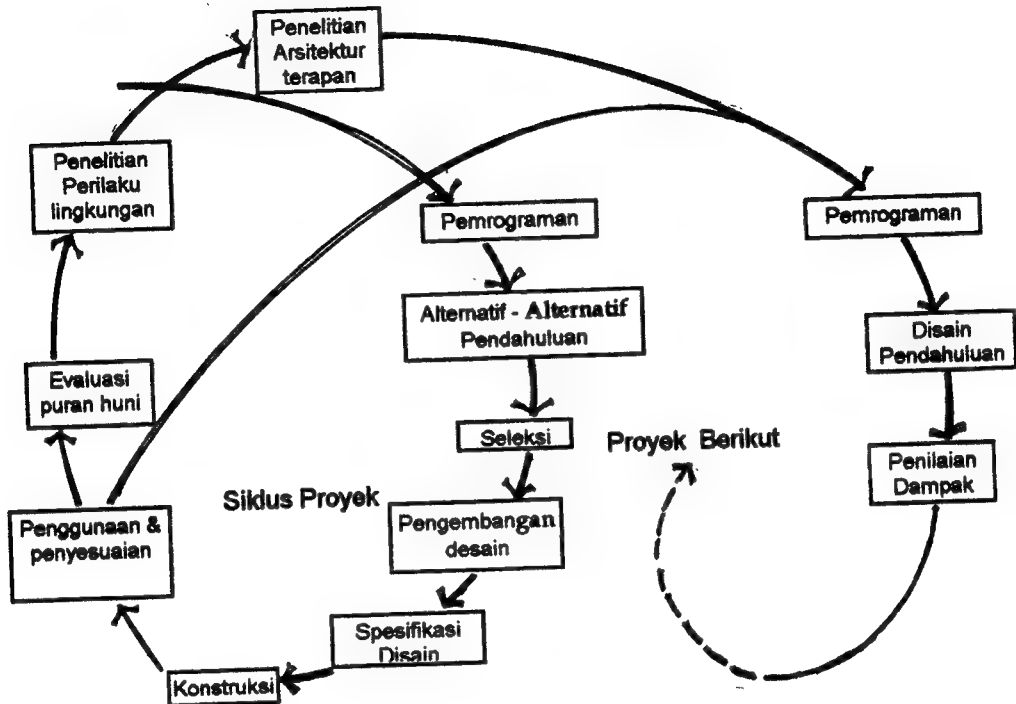 Penelitian
Arsitektur
terapan
Penelitian
Perilaku
lingkungan
Pemrograman
Pemrograman
Alternatif - Alternatif
Pendahuluan
Disain
Pendahuluan
Evaluasi
puran huni
Seleksi
Proyek Berikut
Penilaian
Dampak
Siklus Proyek
Penggunaan &
penyesuaian
Pengembangan
desain
Spesifikasi
Disain
Konstruksi